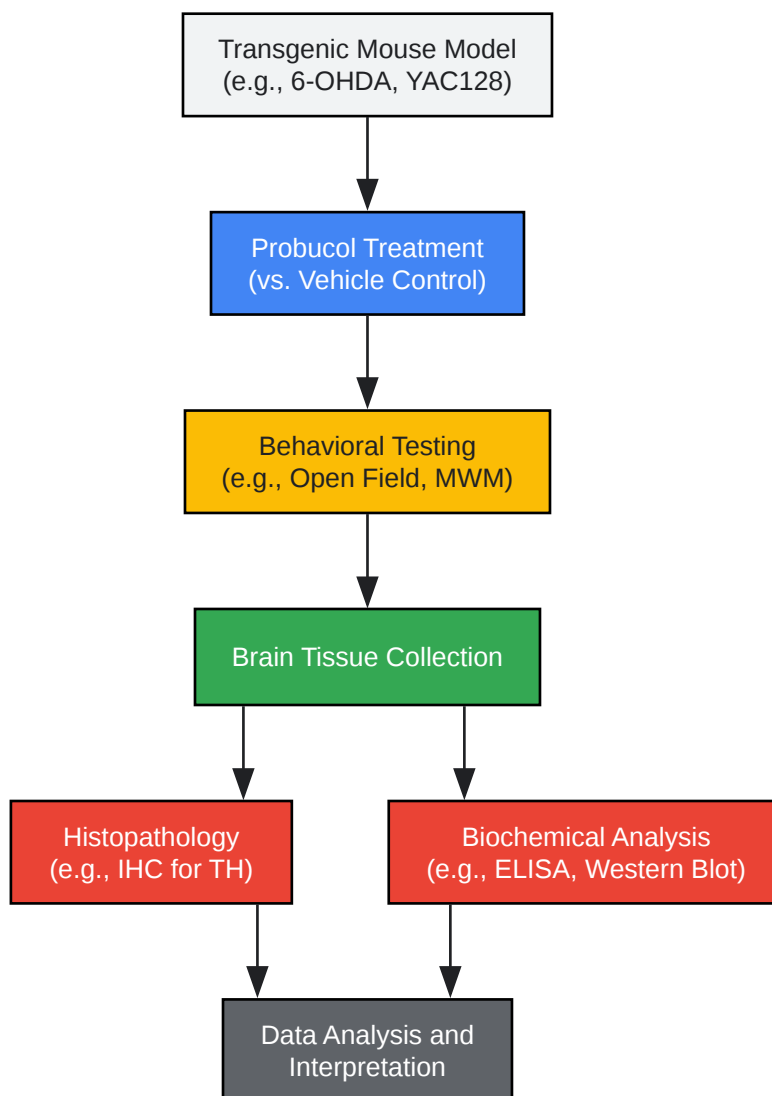 Transgenic Mouse Model
(e.g., 6-OHDA, YAC128)
Probucol Treatment
(vs. Vehicle Control)
Behavioral Testing
(e.g., Open Field, MWM)
Brain Tissue Collection
Histopathology
(e.g., IHC for TH)
Biochemical Analysis
(e.g., ELISA, Western Blot)
Data Analysis and
Interpretation